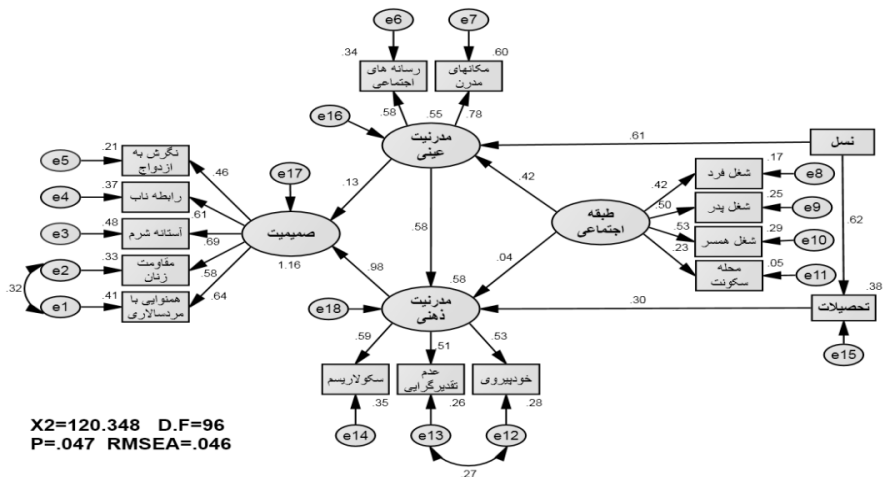 e6
e7
.34
رسانه های
اجتماعی
.60
مکانهای
مدرن
.58
.55
.78
e16
مدرنیت
عینی
.61
نسل
.21
نگرش به
ازدواج
e5
.46
e17
.13
.42
.17
شغل فرد
e8
.42
.37
رابطه ناب
e4
.61
.25
شغل پدر
e9
.50
طبقه
اجتماعی
.58
.62
صمیمیت
1.16
.48
آستانه شرم
e3
.69
.29
شغل همسر
e10
.53
.33
مقاومت
زنان
e2
.58
.05
محله
سکونت
e11
.23
.32
.41
همنوایی با
مردسالاری
e1
.64
.98
.04
.58
مدرنیت
ذهنی
e18
.30
.38
تحصیلات
e15
.59
.51
.53
سکولاریسم
عدم
تقدیرگرایی
خودپیروی
.35
.26
.28
e14
e13
e12
.27
X2=120.348 D.F=96
P=.047 RMSEA=.046